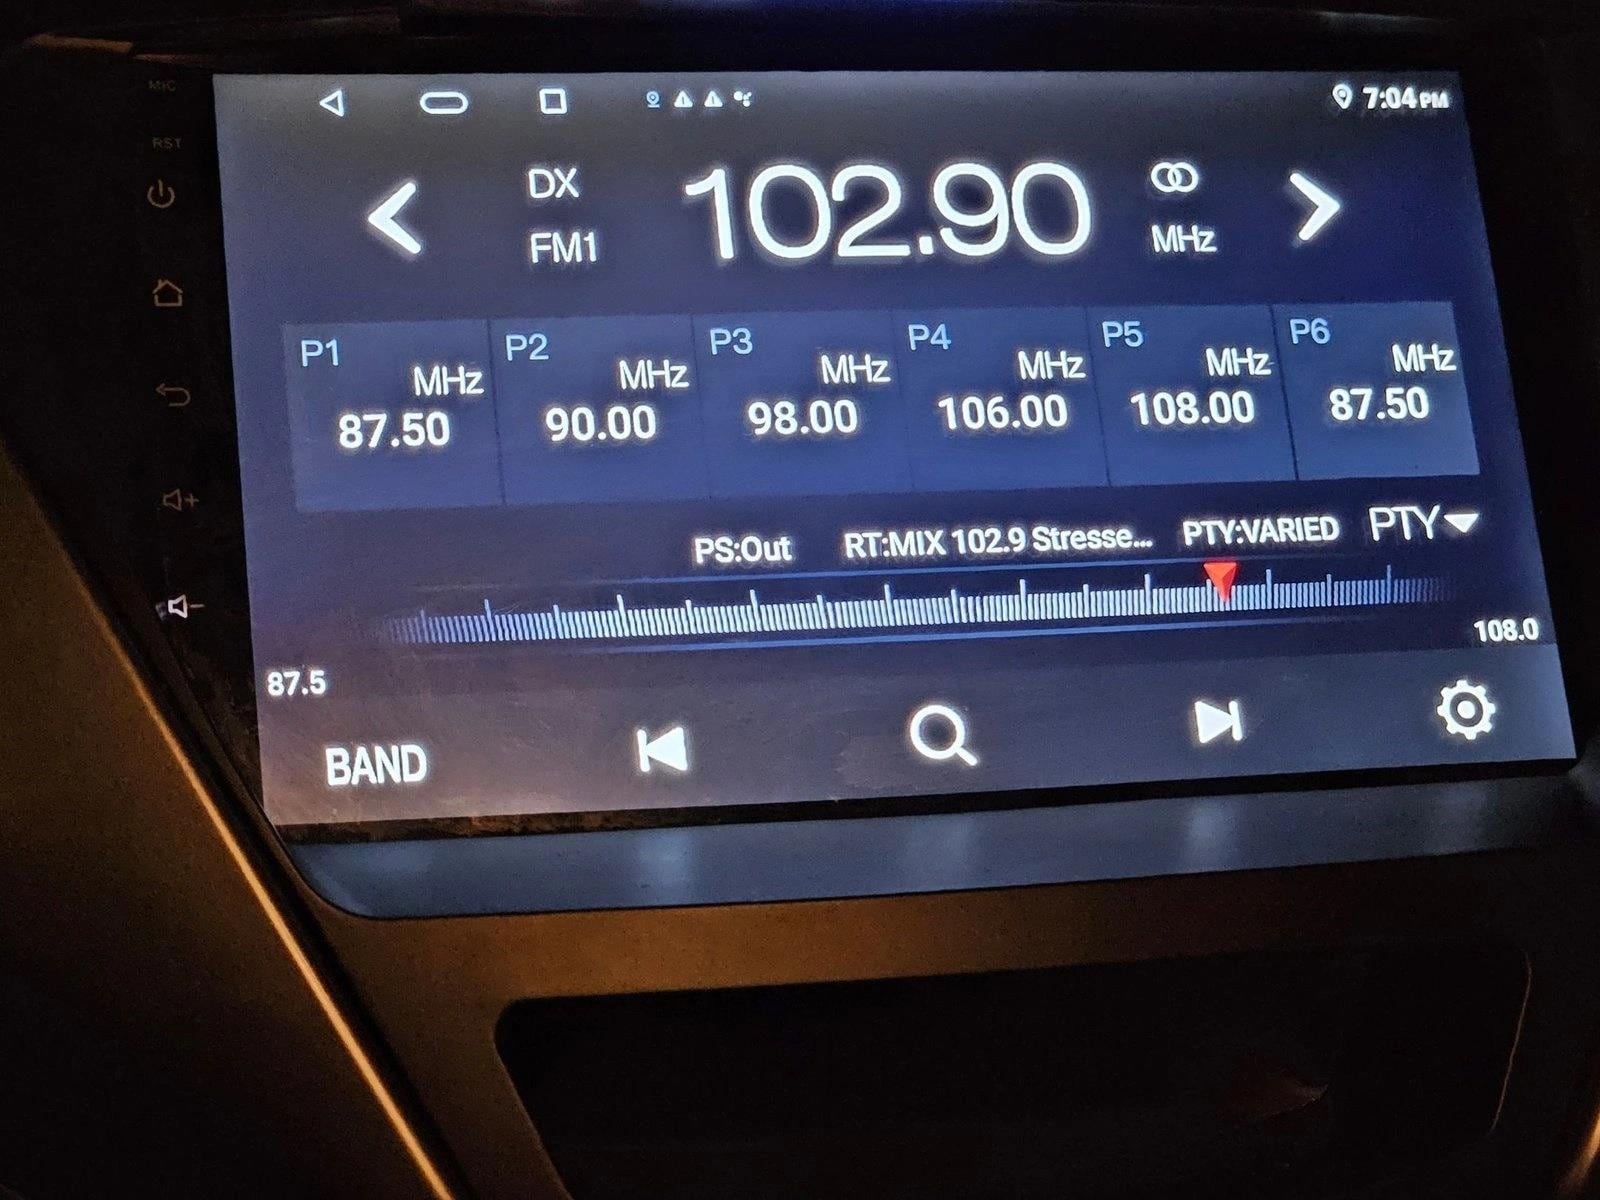 MIC
RST
7:04 PM
DX
FM1
102.90
MHz
P1
MHz
87.50
P2
MHz
90.00
P3
MHz
98.00
P4
MHz
106.00
P5
MHz
108.00
P6
MHz
87.50
PS:Out RT:MIX 102.9 Stresse... PTY:VARIED PTY
87.5
108.0
BAND